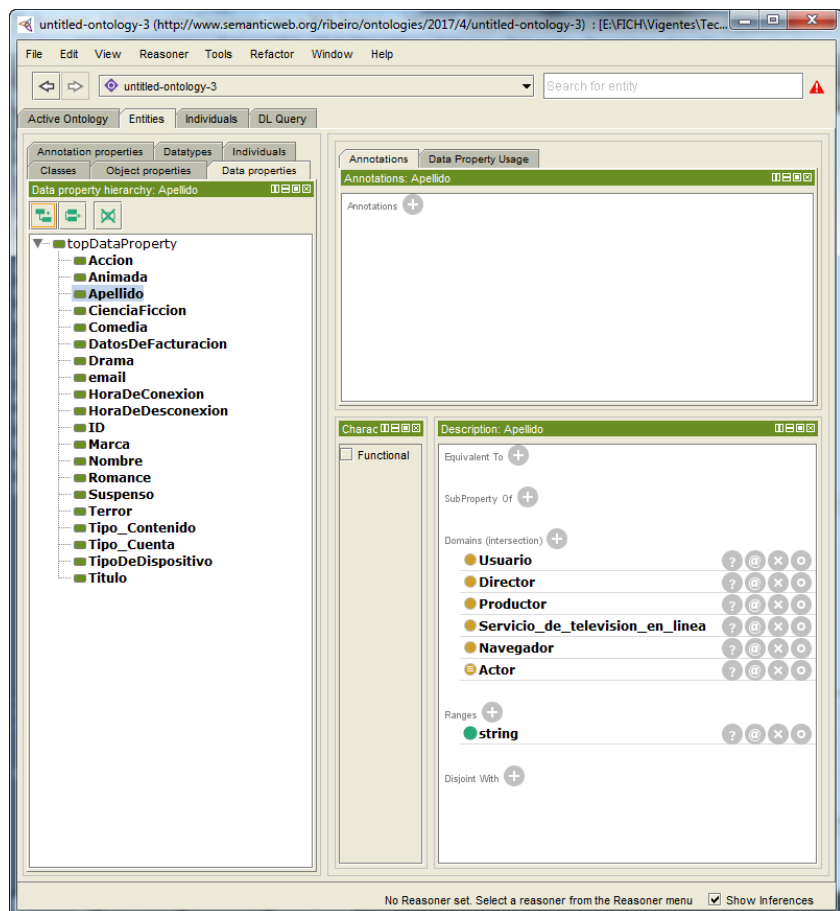 untitled-ontology-3 (http://www.semanticweb.org/ribeiro/ontologies/2017/4/untitled-ontology-3) : [E:\FICH\Vigentes\Tec...
File Edit View Reasoner Tools Refactor Window Help
untitled-ontology-3
Search for entity
Active Ontology Entities Individuals DL Query
Annotation properties Datatypes Individuals
Classes Object properties Data properties
Data property hierarchy: Apellido
topDataProperty
Accion
Animada
Apellido
CienciaFiccion
Comedia
DatosDeFacturacion
Drama
email
HoraDeConexion
HoraDeDesconexion
ID
Marca
Nombre
Romance
Suspenso
Terror
Tipo_Contenido
Tipo_Cuenta
TipoDeDispositivo
Titulo
Annotations Data Property Usage
Annotations: Apellido
Annotations
Charac
Functional
Description: Apellido
Equivalent To
SubProperty Of
Domains (intersection)
Usuario
Director
Productor
Servicio_de_television_en_linea
Navegador
Actor
Ranges
string
Disjoint With
No Reasoner set. Select a reasoner from the Reasoner menu Show Inferences